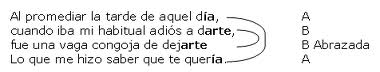 Al promediar la tarde de aquel día, A
cuando iba mi habitual adiós a darte, B
fue una vaga congoja de dejarte B Abrazada
Lo que me hizo saber que te quería. A